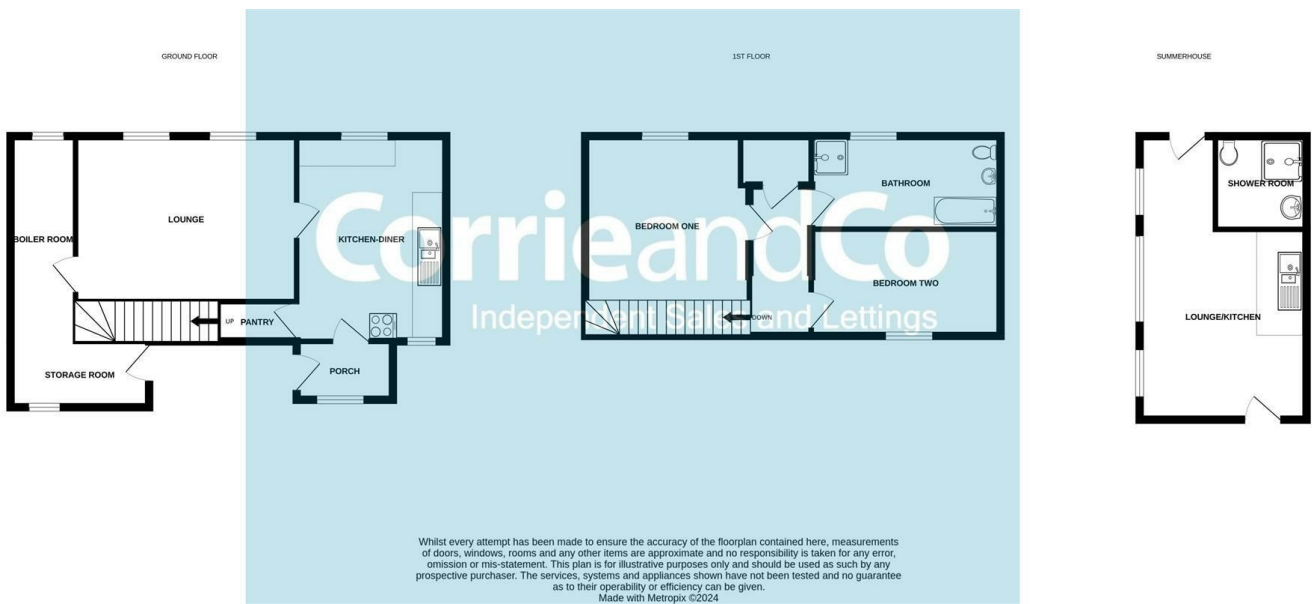 GROUND FLOOR
1ST FLOOR
SUMMERHOUSE
LOUNGE
BOILER ROOM
KITCHEN-DINER
UP
PANTRY
STORAGE ROOM
PORCH
BEDROOM ONE
BATHROOM
BEDROOM TWO
DOWN
SHOWER ROOM
LOUNGE/KITCHEN
CorrieandCo
Independent Sales and Lettings
Whilst every attempt has been made to ensure the accuracy of the floorplan contained here, measurements
of doors, windows, rooms and any other items are approximate and no responsibility is taken for any error,
omission or mis-statement. This plan is for illustrative purposes only and should be used as such by any
prospective purchaser. The services, systems and appliances shown have not been tested and no guarantee
as to their operability or efficiency can be given.
Made with Metropix ©2024